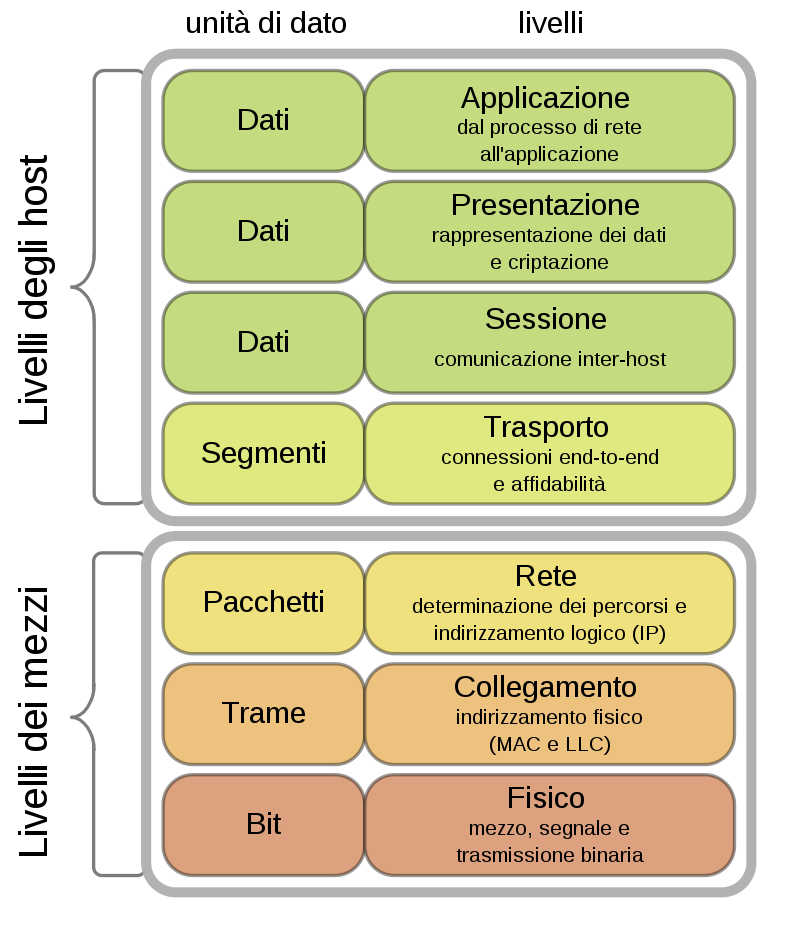 unità di dato
livelli
Livelli degli host
Dati
Applicazione
dal processo di rete
all'applicazione
Dati
Presentazione
rappresentazione dei dati
e criptazione
Dati
Sessione
comunicazione inter-host
Segmenti
Trasporto
connessioni end-to-end
e affidabilità
Livelli dei mezzi
Pacchetti
Rete
determinazione dei percorsi e
indirizzamento logico (IP)
Trame
Collegamento
indirizzamento fisico
(MAC e LLC)
Bit
Fisico
mezzo, segnale e
trasmissione binaria